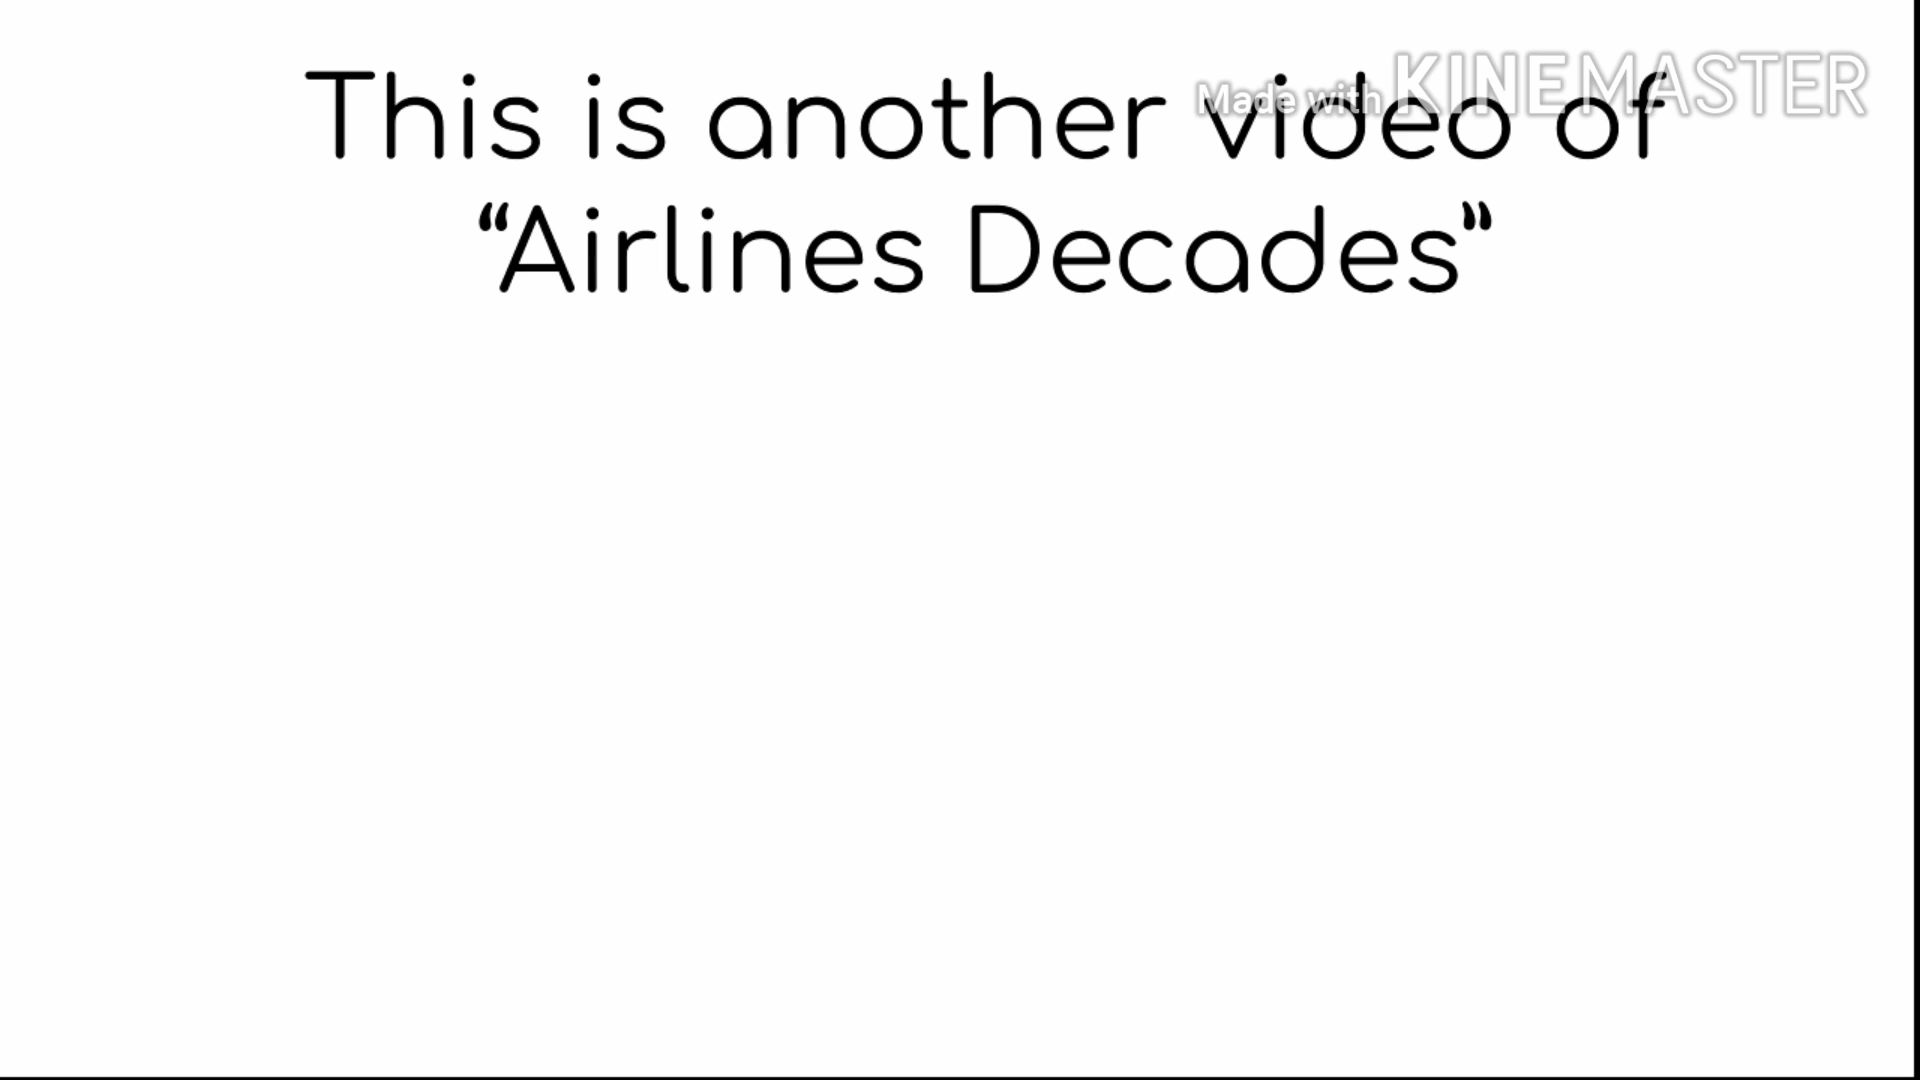 This is another video of
“Airlines Decades”
Made with KINEMASTER